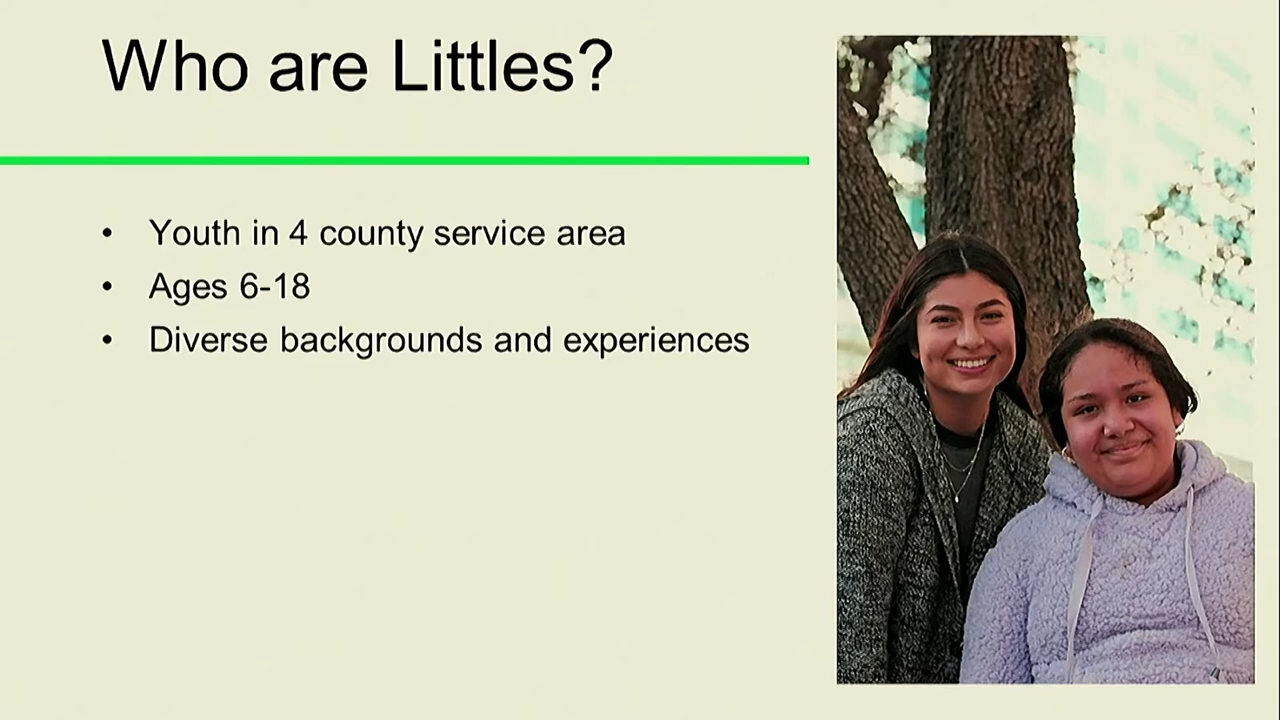 Who are Littles?
• Youth in 4 county service area
• Ages 6-18
• Diverse backgrounds and experiences